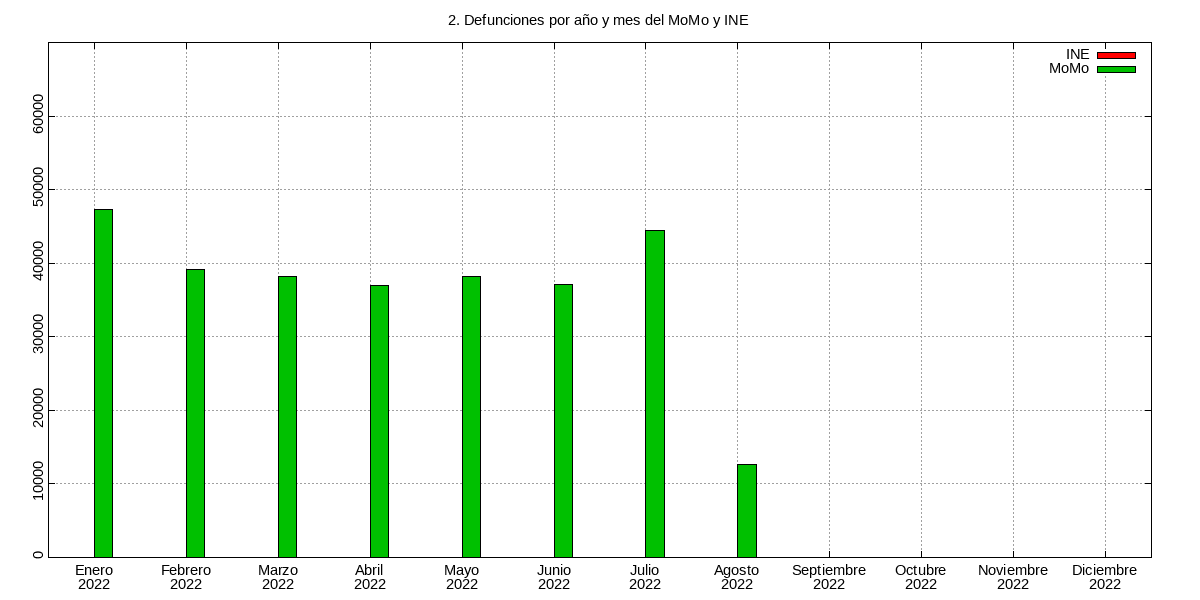 2. Defunciones por año y mes del MoMo y INE
INE
MoMo
60000
50000
40000
30000
20000
10000
0
Enero
2022
Febrero
2022
Marzo
2022
Abril
2022
Mayo
2022
Junio
2022
Julio
2022
Agosto
2022
Septiembre
2022
Octubre
2022
Noviembre
2022
Diciembre
2022